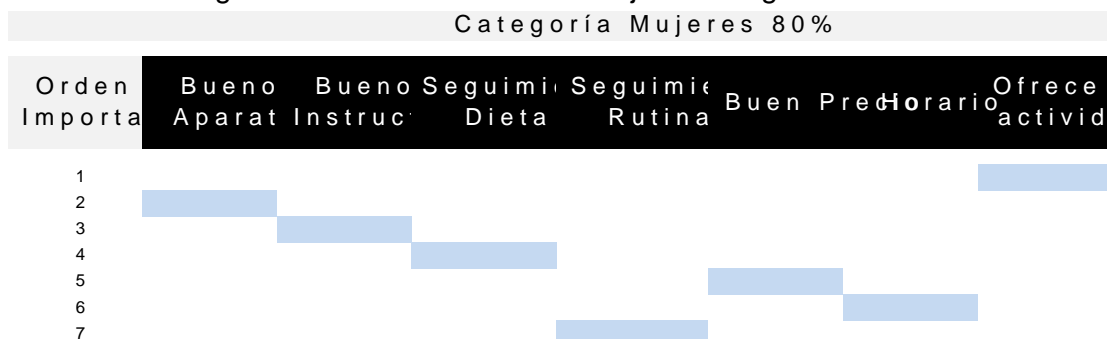 Categoría Mujeres 80%
Orden Importa
Bueno Aparat
Bueno Instruc
Seguimi Dieta
Seguimie Rutina
Buen Prec
Horario
Ofrece activid
1
2
3
4
5
6
7